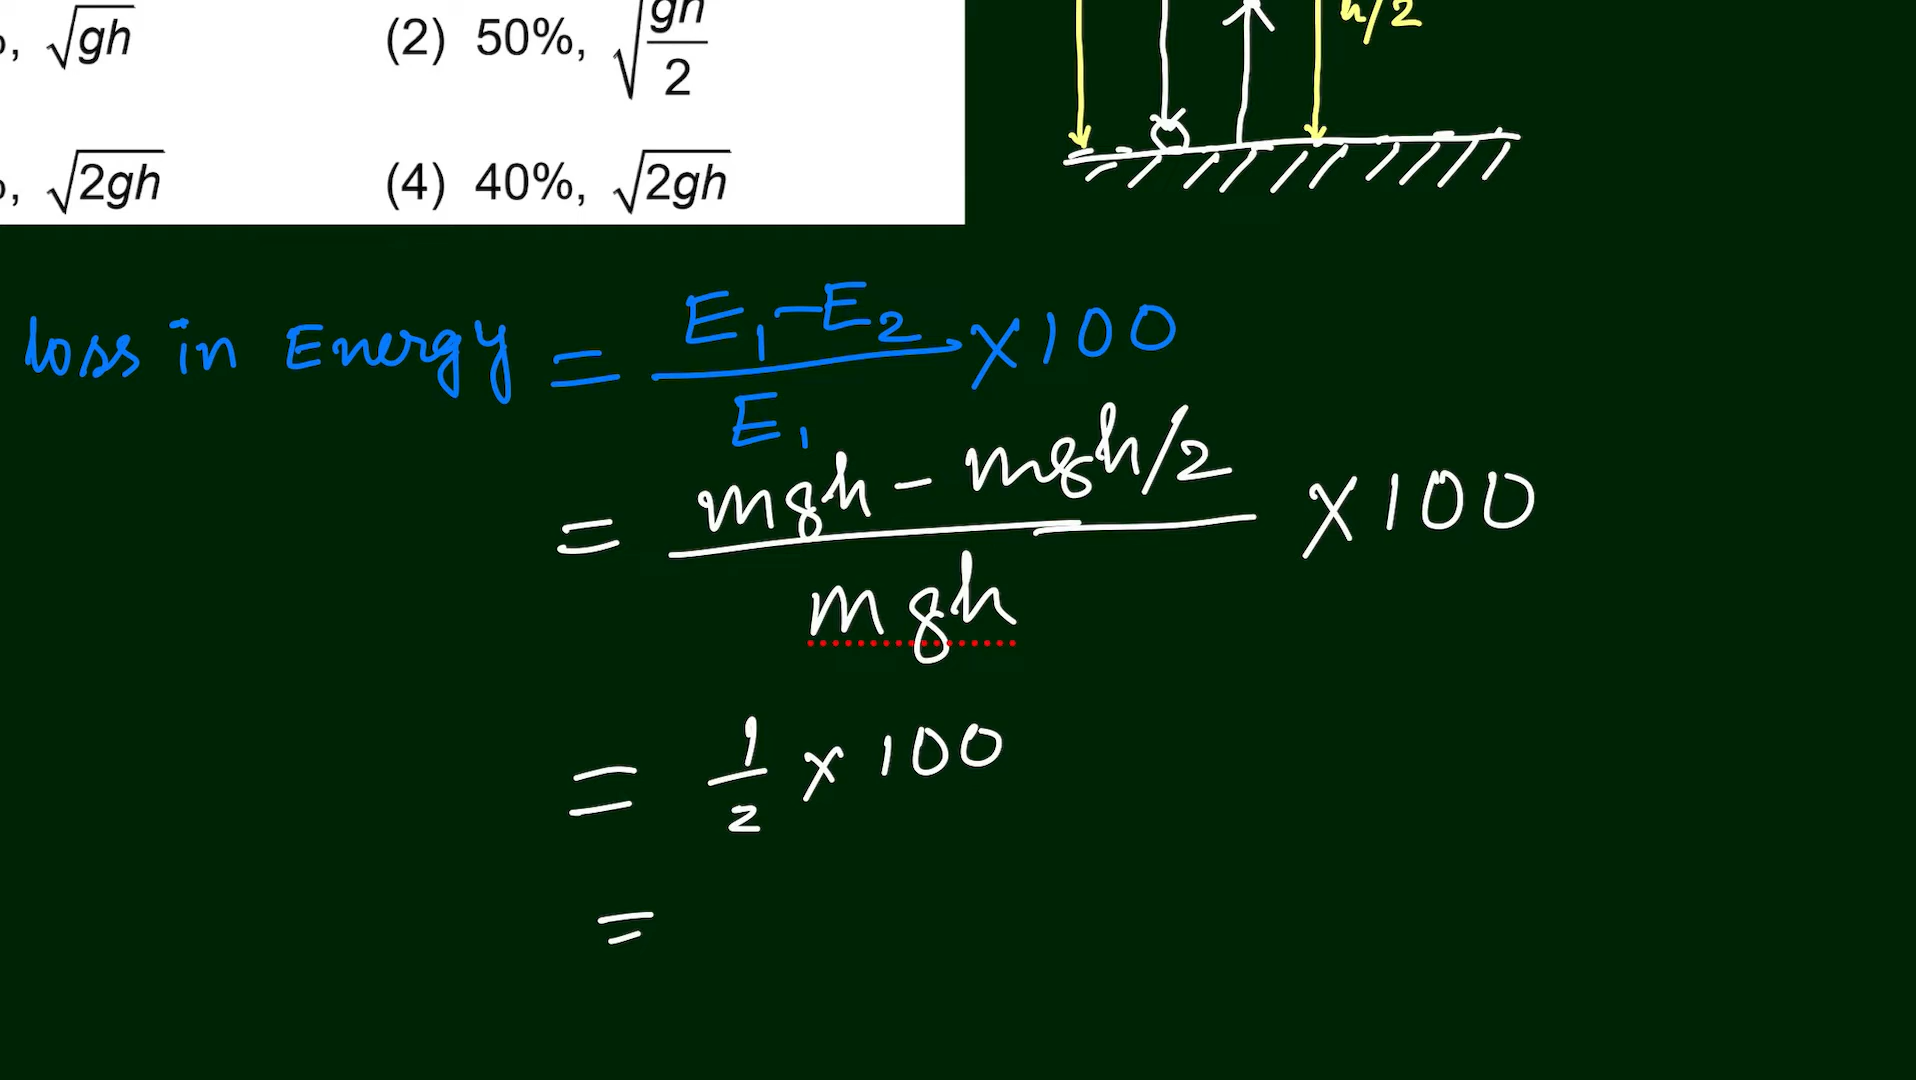 , √gh (2) 50%, √gh/2
h/2
, √2gh (4) 40%, √2gh
loss in Energy = E₁-E₂/E₁ × 100
= mgh - mgh/2 / mgh × 100
= 1/2 × 100
=